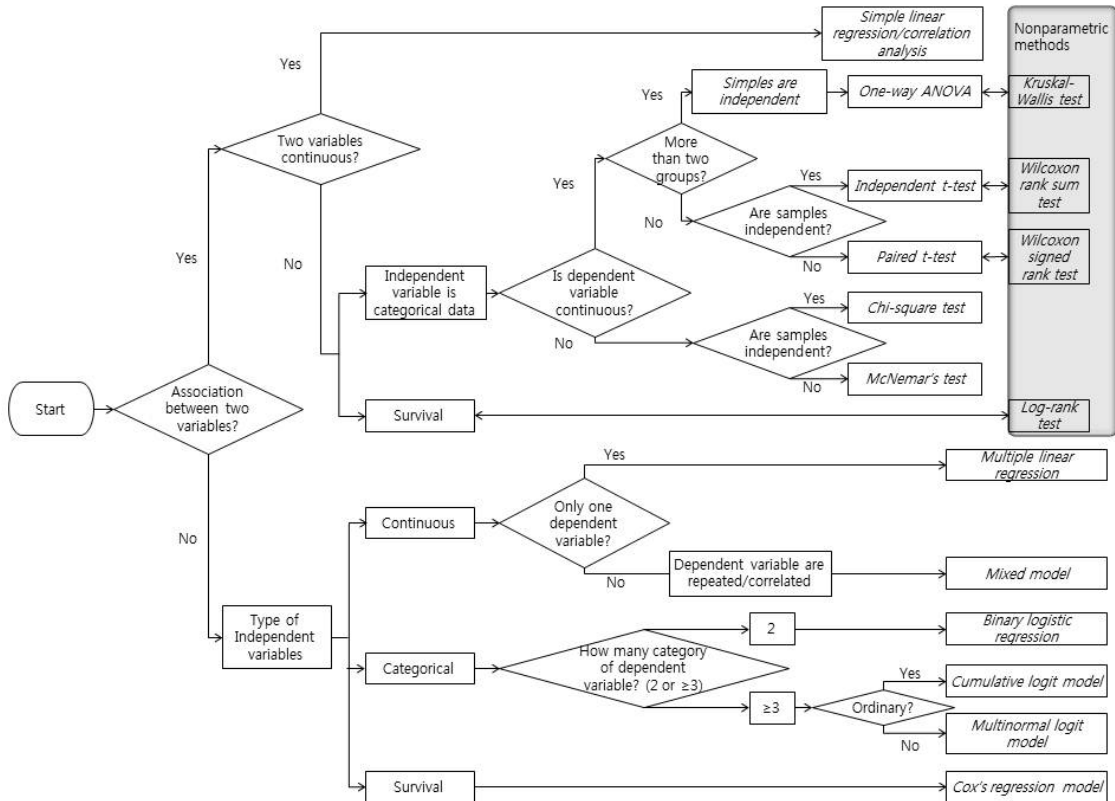 Simple linear
regression/correlation
analysis
Nonparametric
methods
Yes
Yes
Simples are
independent
One-way ANOVA
Kruskal-
Wallis test
Two variables
continuous?
More
than two
groups?
Yes
Yes
Independent t-test
Wilcoxon
rank sum
test
No
Are samples
independent?
Yes
No
No
Paired t-test
Wilcoxon
signed
rank test
Independent
variable is
categorical data
Is dependent
variable
continuous?
Yes
Chi-square test
No
Are samples
independent?
No
McNemar's test
Start
Association
between two
variables?
Survival
Log-rank
test
Yes
Multiple linear
regression
No
Continuous
Only one
dependent
variable?
No
Dependent variable are
repeated/correlated
Mixed model
Type of
Independent
variables
2
Binary logistic
regression
Categorical
How many category
of dependent
variable? (2 or ≥3)
Yes
Cumulative logit model
≥3
Ordinary?
No
Multinormal logit
model
Survival
Cox's regression model